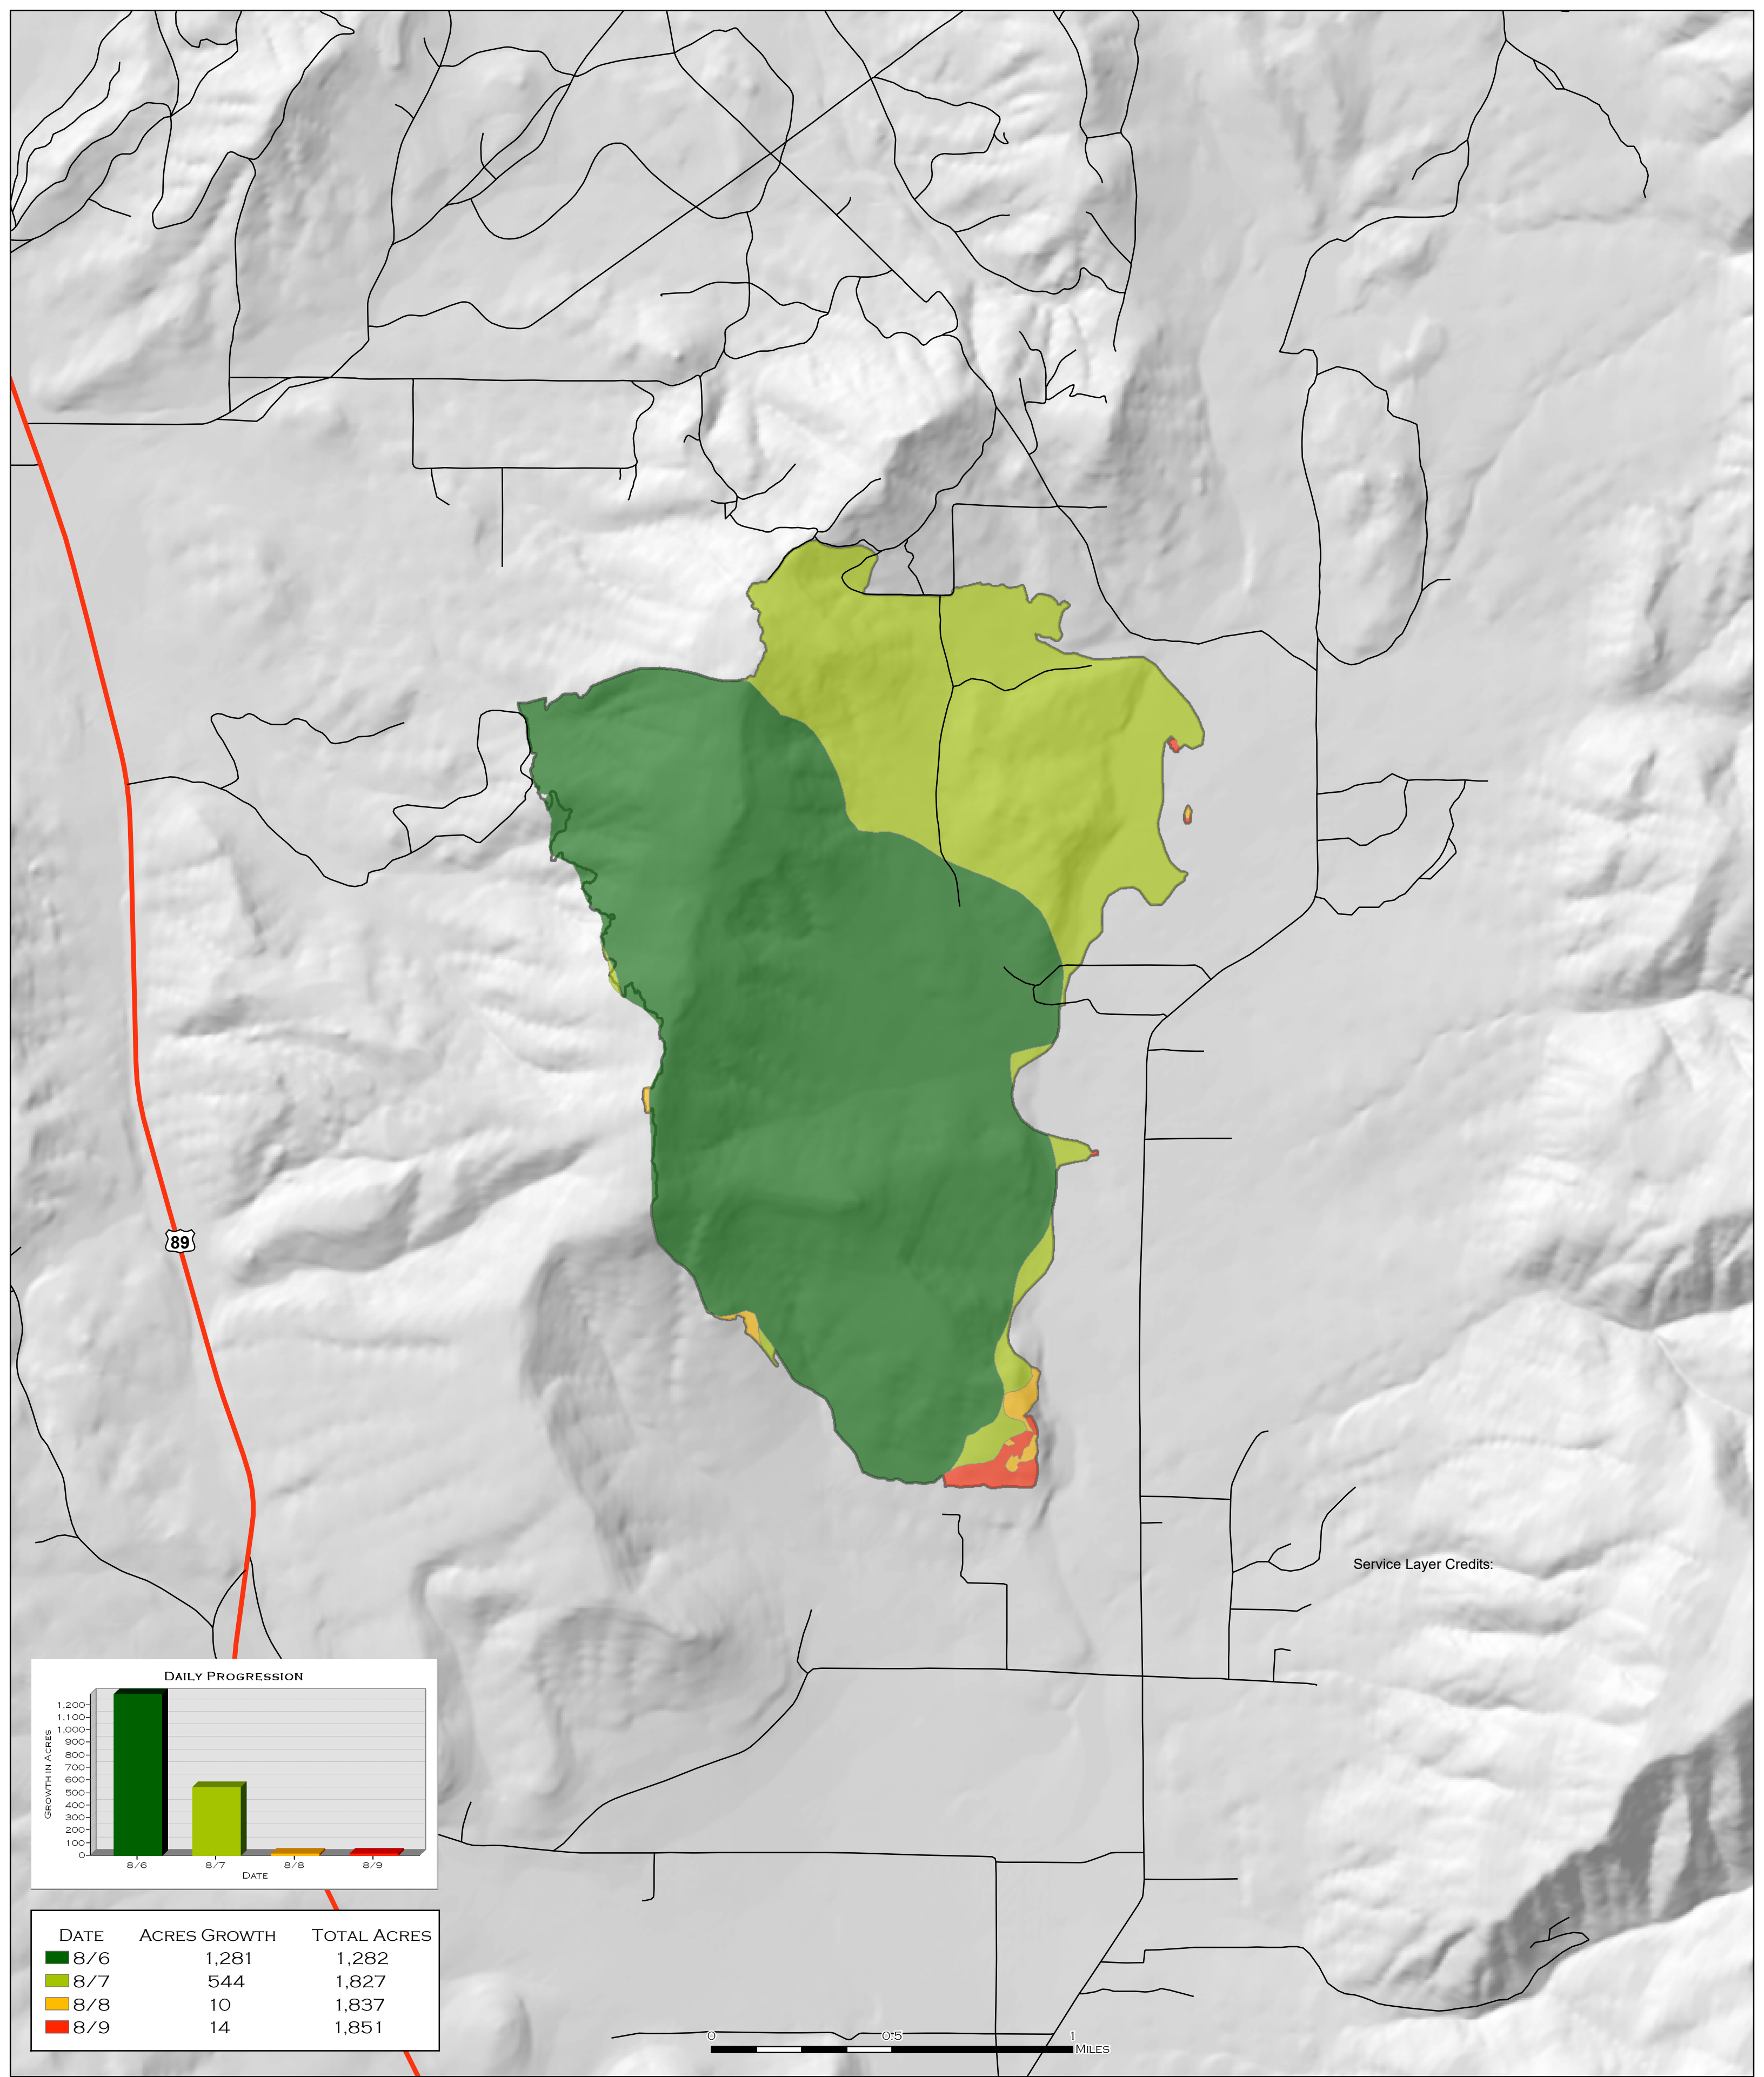 89
Service Layer Credits:
Daily Progression
Growth in Acres
1,200
1,100
1,000
900
800
700
600
500
400
300
200
100
0
8/6 8/7 8/8 8/9
Date
Date Acres Growth Total Acres
8/6 1,281 1,282
8/7 544 1,827
8/8 10 1,837
8/9 14 1,851
0 0.5 1
Miles